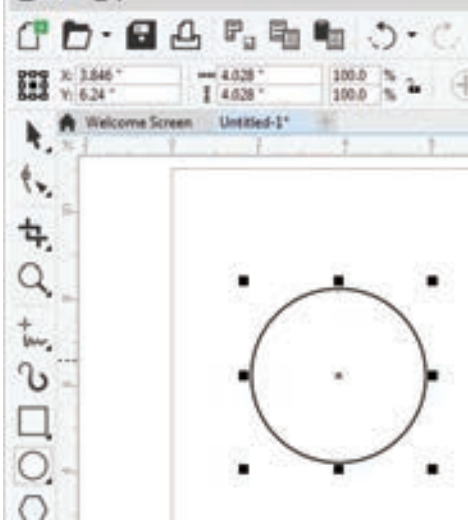 X: 3.846 " 4.028 " 100.0 %
Y: 6.24 " 4.028 " 100.0 %
Welcome Screen Untitled-1*